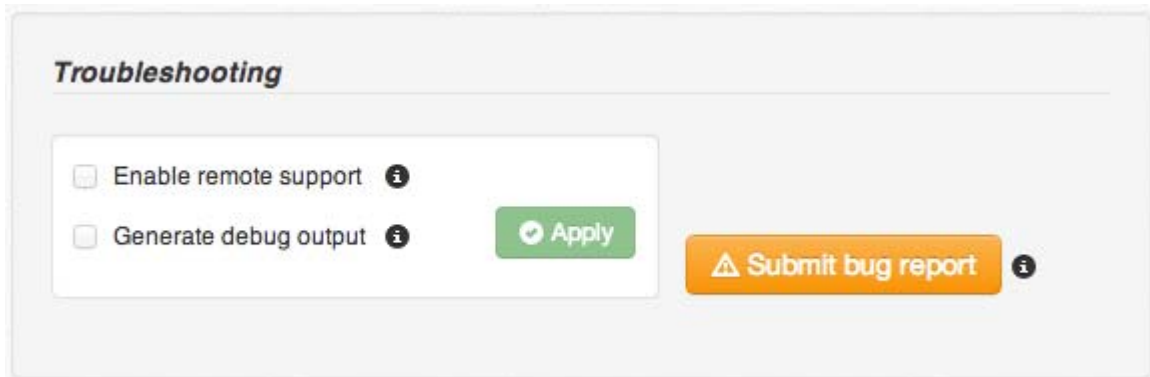 Troubleshooting
Enable remote support
Generate debug output
Apply
Submit bug report